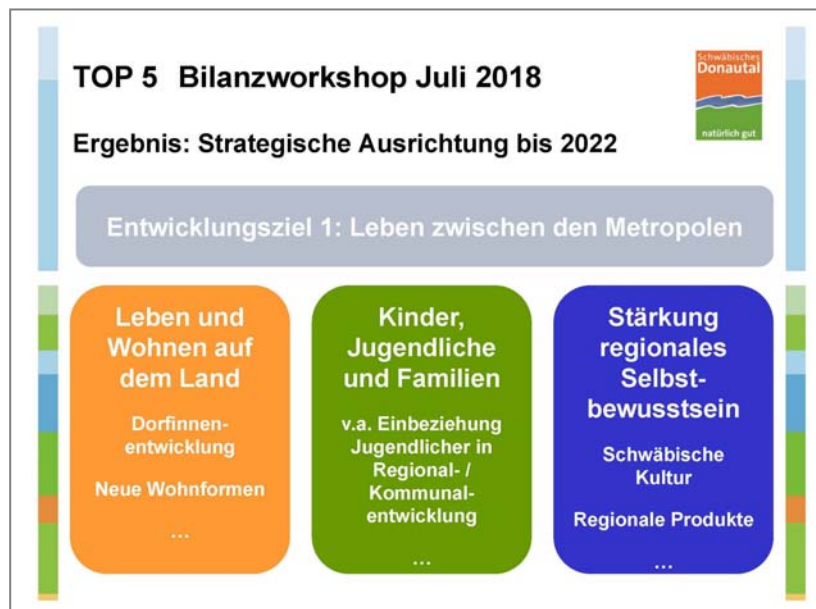 TOP 5 Bilanzworkshop Juli 2018
Schwäbisches
Donautal
natürlich gut
Ergebnis: Strategische Ausrichtung bis 2022
Entwicklungsziel 1: Leben zwischen den Metropolen
Leben und
Wohnen auf
dem Land
Dorfinnen-
entwicklung
Neue Wohnformen
...
Kinder,
Jugendliche
und Familien
v.a. Einbeziehung
Jugendlicher in
Regional- /
Kommunal-
entwicklung
...
Stärkung
regionales
Selbst-
bewusstsein
Schwäbische
Kultur
Regionale Produkte
...